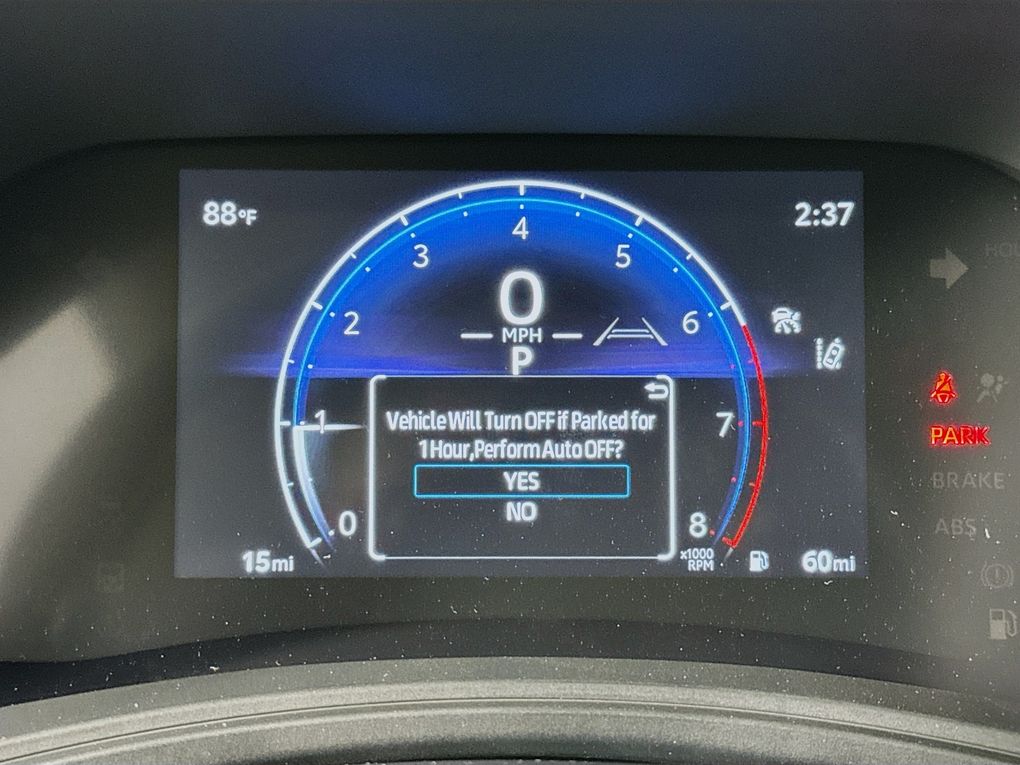 88°F
2:37
HO
0
1
2
3
4
5
6
7
8
0
MPH
P
Vehicle Will Turn OFF if Parked for
1 Hour,Perform Auto OFF?
YES
NO
PARK
BRAKE
ABS
x1000
RPM
15mi
60mi